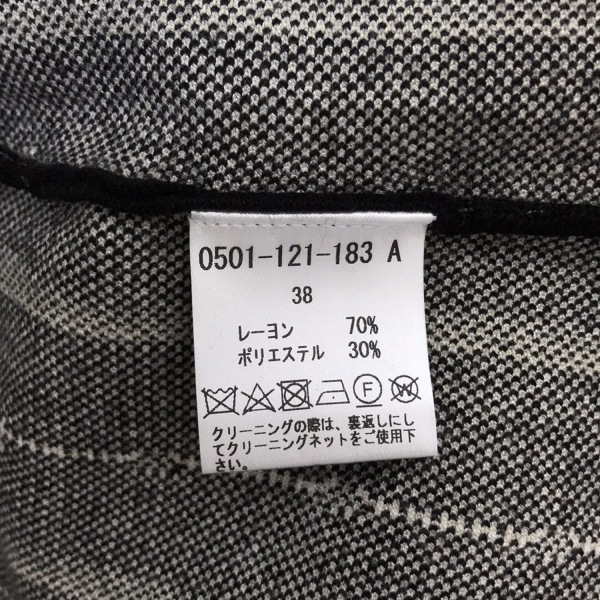 0501-121-183 A
38
レーヨン 70%
ポリエステル 30%
F W
クリーニングの際は、裏返しにし
てクリーニングネットをご使用下
さい。